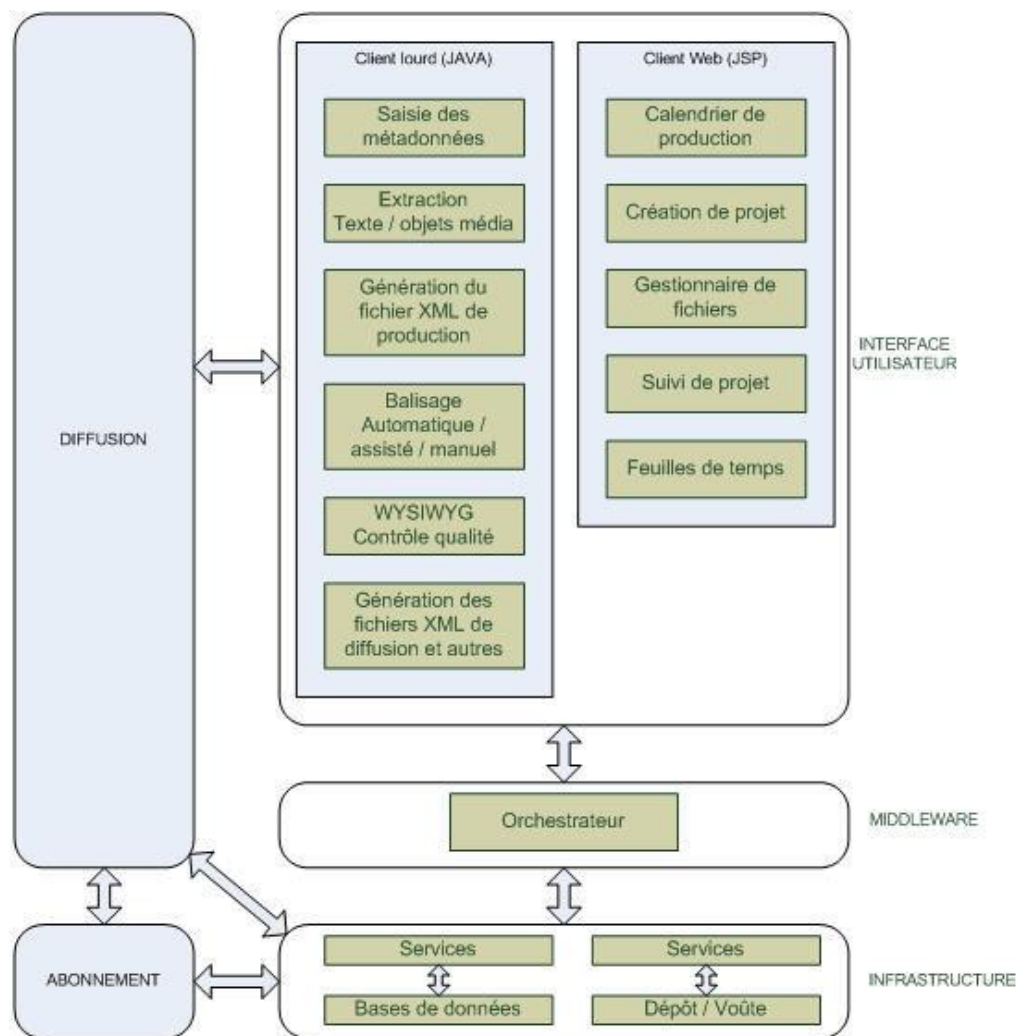 DIFFUSION
Client lourd (JAVA)
Saisie des
métadonnées
Extraction
Texte / objets média
Génération du
fichier XML de
production
Balisage
Automatique /
assisté / manuel
WYSIWYG
Contrôle qualité
Génération des
fichiers XML de
diffusion et autres
Client Web (JSP)
Calendrier de
production
Création de projet
Gestionnaire de
fichiers
Suivi de projet
Feuilles de temps
INTERFACE
UTILISATEUR
Orchestrateur
MIDDLEWARE
ABONNEMENT
Services
Bases de données
Services
Dépôt / Voûte
INFRASTRUCTURE